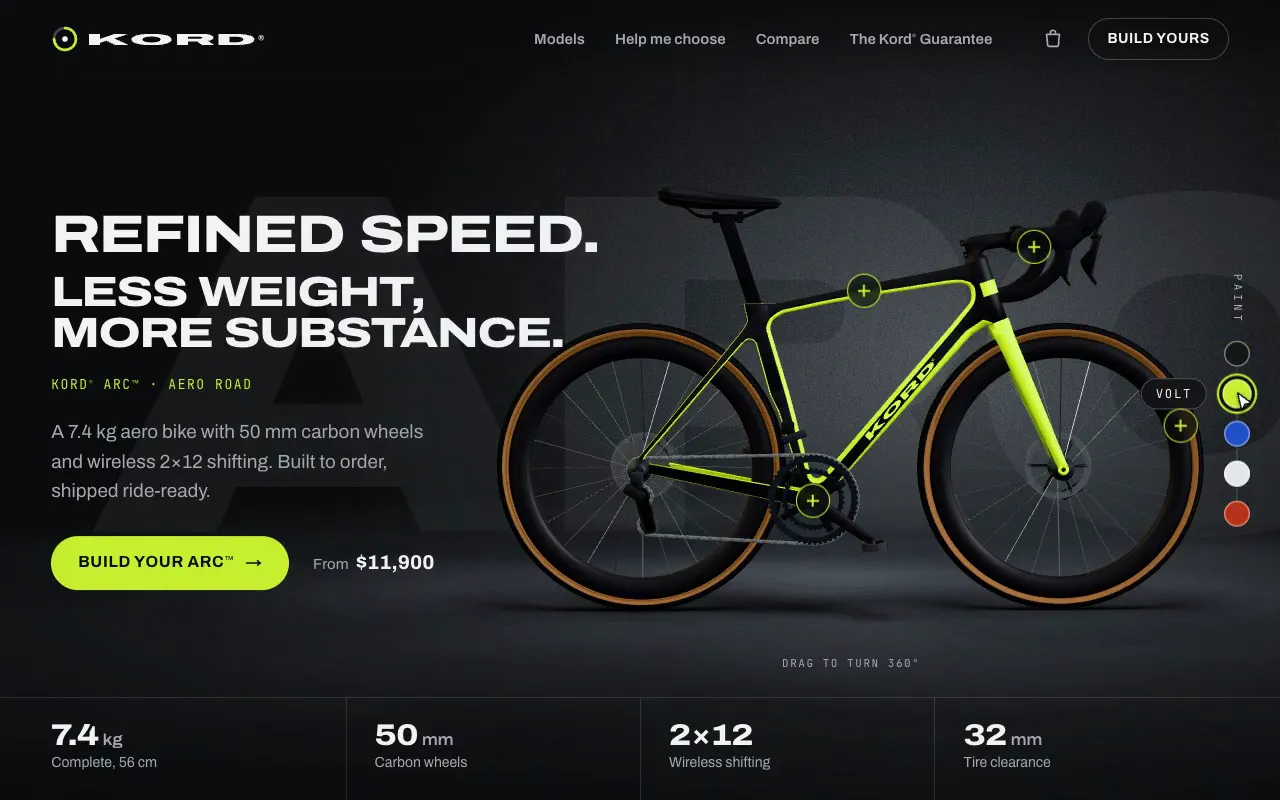 KORD®
Models
Help me choose
Compare
The Kord® Guarantee
BUILD YOURS
ARC
REFINED SPEED.
LESS WEIGHT,
MORE SUBSTANCE.
KORD® ARC™ · AERO ROAD
A 7.4 kg aero bike with 50 mm carbon wheels
and wireless 2×12 shifting. Built to order,
shipped ride-ready.
BUILD YOUR ARC™ →
From $11,900
KORD
PAINT
VOLT
DRAG TO TURN 360°
7.4 kg
Complete, 56 cm
50 mm
Carbon wheels
2×12
Wireless shifting
32 mm
Tire clearance